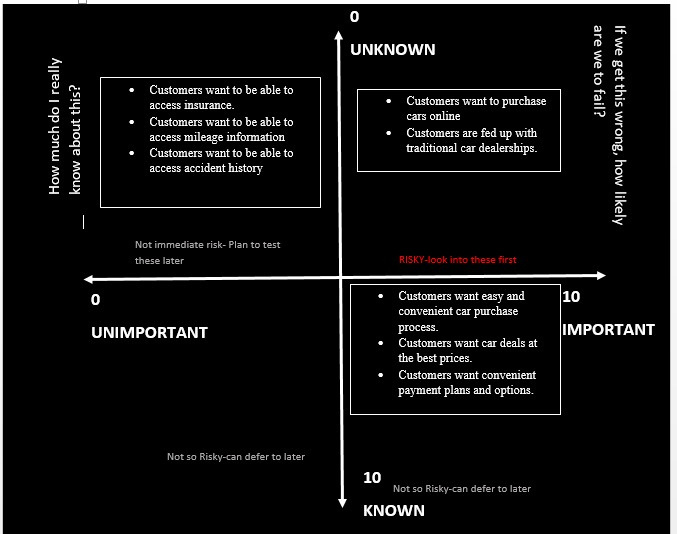 0
UNKNOWN
How much do I really
know about this?
If we get this wrong, how likely
are we to fail?
• Customers want to be able to
access insurance.
• Customers want to be able to
access mileage information
• Customers want to be able to
access accident history
• Customers want to purchase
cars online
• Customers are fed up with
traditional car dealerships.
Not immediate risk- Plan to test
these later
RISKY-look into these first
0
UNIMPORTANT
10
IMPORTANT
• Customers want easy and
convenient car purchase
process.
• Customers want car deals at
the best prices.
• Customers want convenient
payment plans and options.
Not so Risky-can defer to later
10
Not so Risky-can defer to later
KNOWN